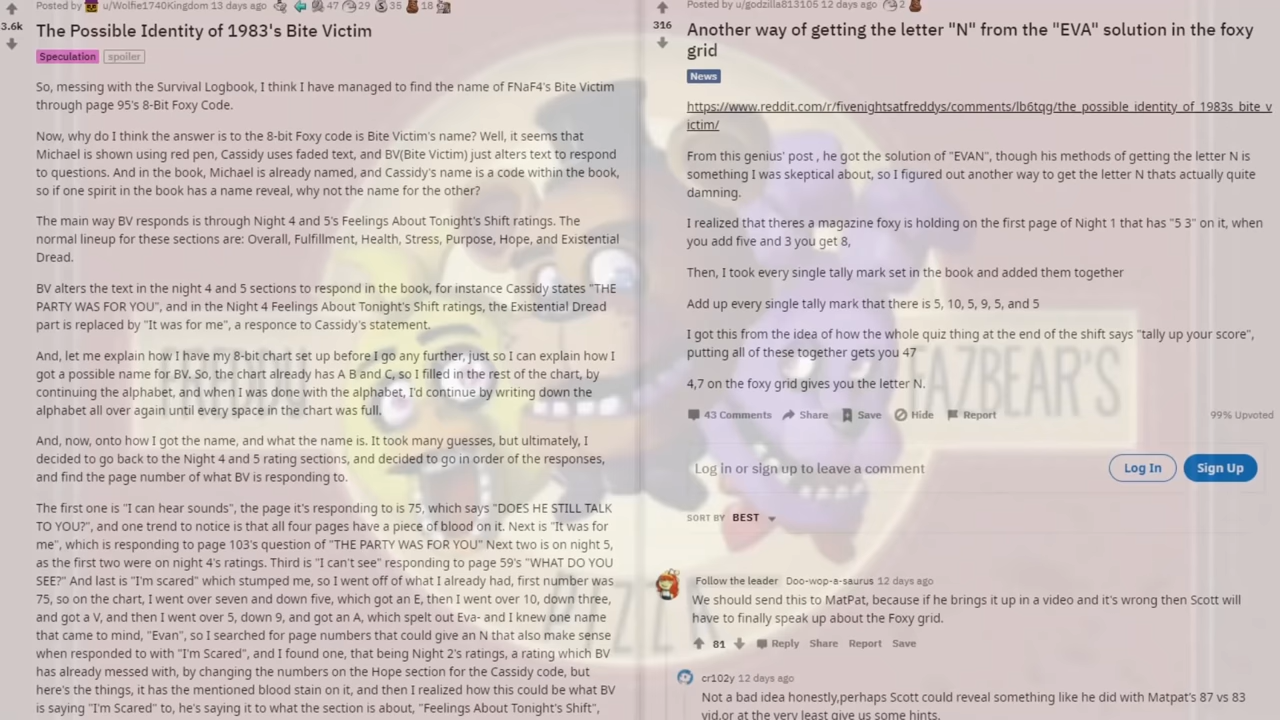 Posted by u/Wolfie1740Kingdom 13 days ago 47 29 35 18
3.6k
The Possible Identity of 1983's Bite Victim
Speculation spoiler
So, messing with the Survival Logbook, I think I have managed to find the name of FNaF4's Bite Victim
through page 95's 8-Bit Foxy Code.
Now, why do I think the answer is to the 8-bit Foxy code is Bite Victim's name? Well, it seems that
Michael is shown using red pen, Cassidy uses faded text, and BV(Bite Victim) just alters text to respond
to questions. And in the book, Michael is already named, and Cassidy's name is a code within the book,
so if one spirit in the book has a name reveal, why not the name for the other?
The main way BV responds is through Night 4 and 5's Feelings About Tonight's Shift ratings. The
normal lineup for these sections are: Overall, Fulfillment, Health, Stress, Purpose, Hope, and Existential
Dread.
BV alters the text in the night 4 and 5 sections to respond in the book, for instance Cassidy states "THE
PARTY WAS FOR YOU", and in the Night 4 Feelings About Tonight's Shift ratings, the Existential Dread
part is replaced by "It was for me", a responce to Cassidy's statement.
And, let me explain how I have my 8-bit chart set up before I go any further, just so I can explain how I
got a possible name for BV. So, the chart already has A B and C, so I filled in the rest of the chart, by
continuing the alphabet, and when I was done with the alphabet, I'd continue by writing down the
alphabet all over again until every space in the chart was full.
And, now, onto how I got the name, and what the name is. It took many guesses, but ultimately, I
decided to go back to the Night 4 and 5 rating sections, and decided to go in order of the responses,
and find the page number of what BV is responding to.
The first one is "I can hear sounds", the page it's responding to is 75, which says "DOES HE STILL TALK
TO YOU?", and one trend to notice is that all four pages have a piece of blood on it. Next is "It was for
me", which is responding to page 103's question of "THE PARTY WAS FOR YOU" Next two is on night 5,
as the first two were on night 4's ratings. Third is "I can't see" responding to page 59's "WHAT DO YOU
SEE?" And last is "I'm scared" which stumped me, so I went off of what I already had, first number was
75, so on the chart, I went over seven and down five, which got an E, then I went over 10, down three,
and got a V, and then I went over 5, down 9, and got an A, which spelt out Eva- and I knew one name
that came to mind, "Evan", so I searched for page numbers that could give an N that also make sense
when responded to with "I'm Scared", and I found one, that being Night 2's ratings, a rating which BV
has already messed with, by changing the numbers on the Hope section for the Cassidy code, but
here's the things, it has the mentioned blood stain on it, and then I realized how this could be what BV
is saying "I'm Scared" to, he's saying it to what the section is about, "Feelings About Tonight's Shift",
Posted by u/godzilla813105 12 days ago 2
316
Another way of getting the letter "N" from the "EVA" solution in the foxy
grid
News
https://www.reddit.com/r/fivenightsatfreddys/comments/lb6tqg/the_possible_identity_of_1983s_bite_v
ictim/
From this genius' post , he got the solution of "EVAN", though his methods of getting the letter N is
something I was skeptical about, so I figured out another way to get the letter N thats actually quite
damning.
I realized that theres a magazine foxy is holding on the first page of Night 1 that has "5 3" on it, when
you add five and 3 you get 8,
Then, I took every single tally mark set in the book and added them together
Add up every single tally mark that there is 5, 10, 5, 9, 5, and 5
I got this from the idea of how the whole quiz thing at the end of the shift says "tally up your score",
putting all of these together gets you 47
4,7 on the foxy grid gives you the letter N.
43 Comments Share Save Hide Report 99% Upvoted
Log in or sign up to leave a comment Log In Sign Up
SORT BY BEST
Follow the leader Doo-wop-a-saurus 12 days ago
We should send this to MatPat, because if he brings it up in a video and it's wrong then Scott will
have to finally speak up about the Foxy grid.
81 Reply Share Report Save
cr102y 12 days ago
Not a bad idea honestly,perhaps Scott could reveal something like he did with Matpat's 87 vs 83
vid,or at the very least give us some hints.
FAZBEAR'S